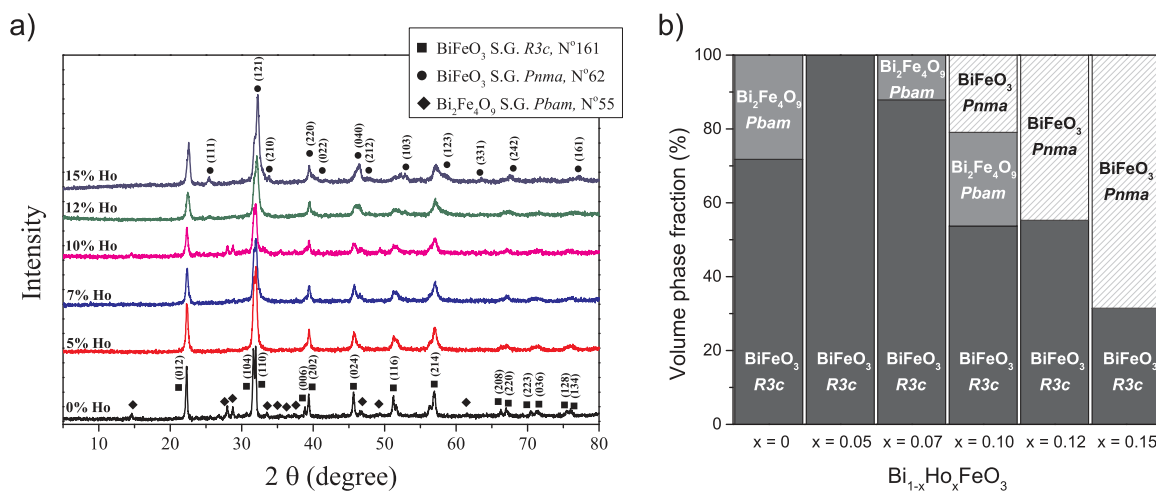 a)
BiFeO₃ S.G. R3c, N°161
BiFeO₃ S.G. Pnma, N°62
Bi₂Fe₄O₉ S.G. Pbam, N°55
(121)
(111)
(210)
(220)
(022)
(040)
(212)
(103)
(123)
(331)
(242)
(161)
15% Ho
12% Ho
10% Ho
7% Ho
5% Ho
0% Ho
(012)
(104)
(110)
(006)
(202)
(024)
(116)
(214)
(208)
(220)
(223)
(036)
(128)
(134)
Intensity
10 20 30 40 50 60 70 80
2 θ (degree)
b)
Volume phase fraction (%)
100
80
60
40
20
0
Bi₂Fe₄O₉
Pbam
BiFeO₃
R3c
BiFeO₃
R3c
Bi₂Fe₄O₉
Pbam
BiFeO₃
R3c
BiFeO₃
Pnma
Bi₂Fe₄O₉
Pbam
BiFeO₃
R3c
BiFeO₃
Pnma
BiFeO₃
R3c
BiFeO₃
Pnma
BiFeO₃
R3c
x = 0 x = 0.05 x = 0.07 x = 0.10 x = 0.12 x = 0.15
Bi₁₋ₓHoₓFeO₃